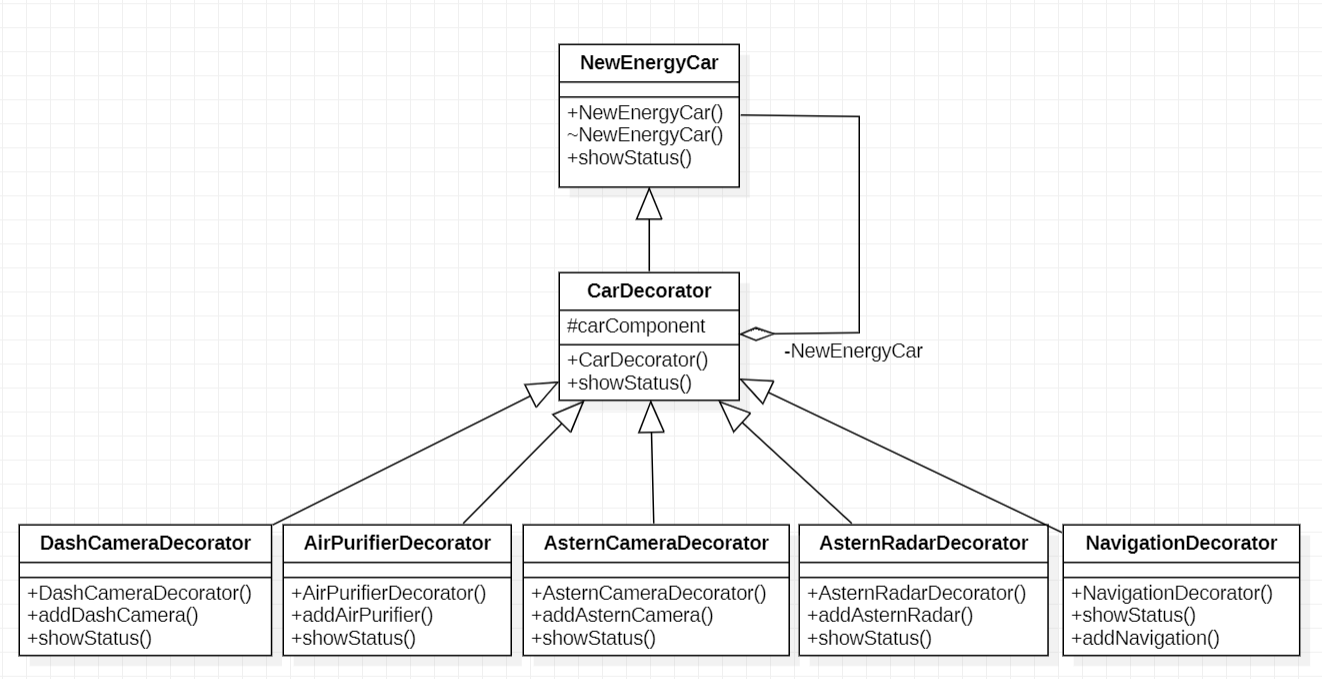 NewEnergyCar
+NewEnergyCar()
~NewEnergyCar()
+showStatus()
CarDecorator
#carComponent
+CarDecorator()
+showStatus()
-NewEnergyCar
DashCameraDecorator
+DashCameraDecorator()
+addDashCamera()
+showStatus()
AirPurifierDecorator
+AirPurifierDecorator()
+addAirPurifier()
+showStatus()
AsternCameraDecorator
+AsternCameraDecorator()
+addAsternCamera()
+showStatus()
AsternRadarDecorator
+AsternRadarDecorator()
+addAsternRadar()
+showStatus()
NavigationDecorator
+NavigationDecorator()
+showStatus()
+addNavigation()